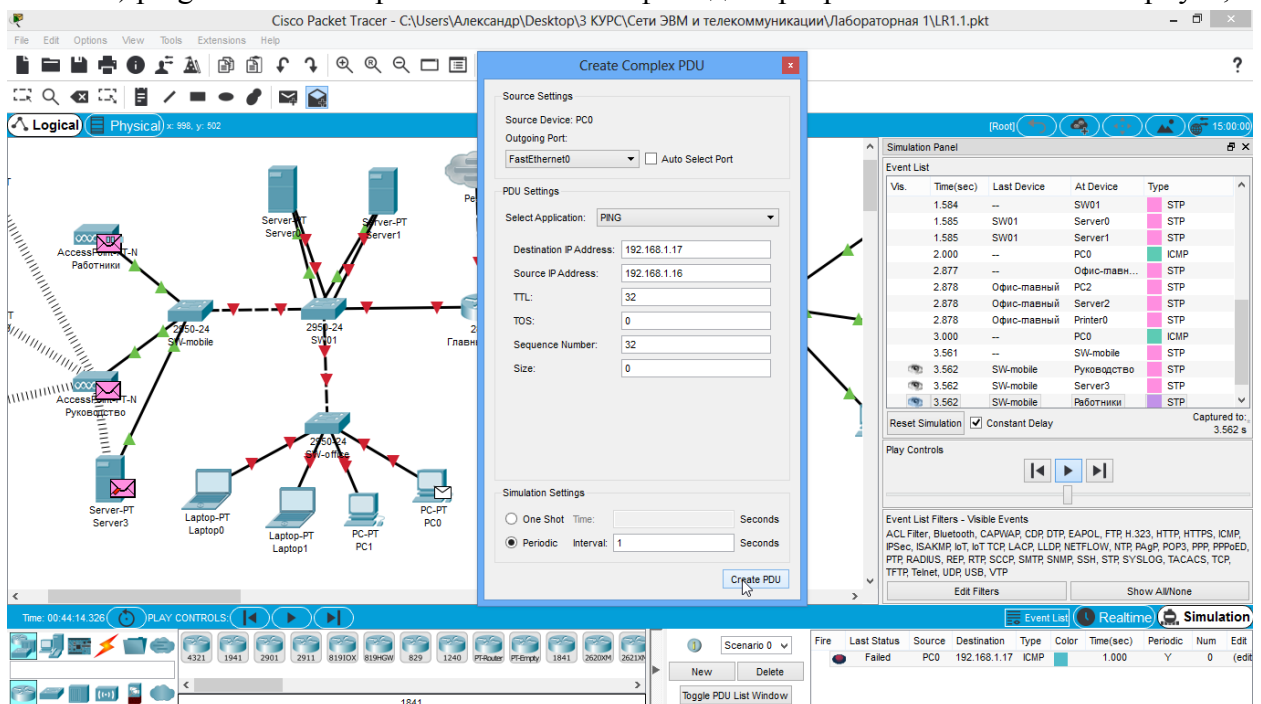 Cisco Packet Tracer - C:\Users\Александр\Desktop\3 КУРС\Сети ЭВМ и телекоммуникации\Лабораторная 1\LR1.1.pkt
File Edit Options View Tools Extensions Help
Logical Physical x: 998, y: 502
[Root] 15:00:00
Server-PT
Server0
Server-PT
Server1
AccessPoint-PT-N
Работники
2950-24
SW-mobile
2950-24
SW01
Главн
AccessPoint-PT-N
Руководство
2950-24
SW-office
Server-PT
Server3
Laptop-PT
Laptop0
Laptop-PT
Laptop1
PC-PT
PC1
PC-PT
PC0
Create Complex PDU
Source Settings
Source Device: PC0
Outgoing Port:
FastEthernet0 Auto Select Port
PDU Settings
Select Application: PING
Destination IP Address: 192.168.1.17
Source IP Address: 192.168.1.16
TTL: 32
TOS: 0
Sequence Number: 32
Size: 0
Simulation Settings
One Shot Time: Seconds
Periodic Interval: 1 Seconds
Create PDU
Simulation Panel
Event List
Vis. Time(sec) Last Device At Device Type
1.584 -- SW01 STP
1.585 SW01 Server0 STP
1.585 SW01 Server1 STP
2.000 -- PC0 ICMP
2.877 -- Офис-главн... STP
2.878 Офис-главный PC2 STP
2.878 Офис-главный Server2 STP
2.878 Офис-главный Printer0 STP
3.000 -- PC0 ICMP
3.561 -- SW-mobile STP
3.562 SW-mobile Руководство STP
3.562 SW-mobile Server3 STP
3.562 SW-mobile Работники STP
Reset Simulation Constant Delay Captured to:
3.562 s
Play Controls
Event List Filters - Visible Events
ACL Filter, Bluetooth, CAPWAP, CDP, DTP, EAPOL, FTP, H.323, HTTP, HTTPS, ICMP,
IPSec, ISAKMP, IoT, IoT TCP, LACP, LLDP, NETFLOW, NTP, PAgP, POP3, PPP, PPPoED,
PTP, RADIUS, REP, RTP, SCCP, SMTP, SNMP, SSH, STP, SYSLOG, TACACS, TCP,
TFTP, Telnet, UDP, USB, VTP
Edit Filters Show All/None
Time: 00:44:14.326 PLAY CONTROLS: Event List Realtime Simulation
4321 1941 2901 2911 819IOX 819HGW 829 1240 PT-Router PT-Empty 1841 2620XM 2621XM
1841
Scenario 0
New Delete
Toggle PDU List Window
Fire Last Status Source Destination Type Color Time(sec) Periodic Num Edit
Failed PC0 192.168.1.17 ICMP 1.000 Y 0 (edit